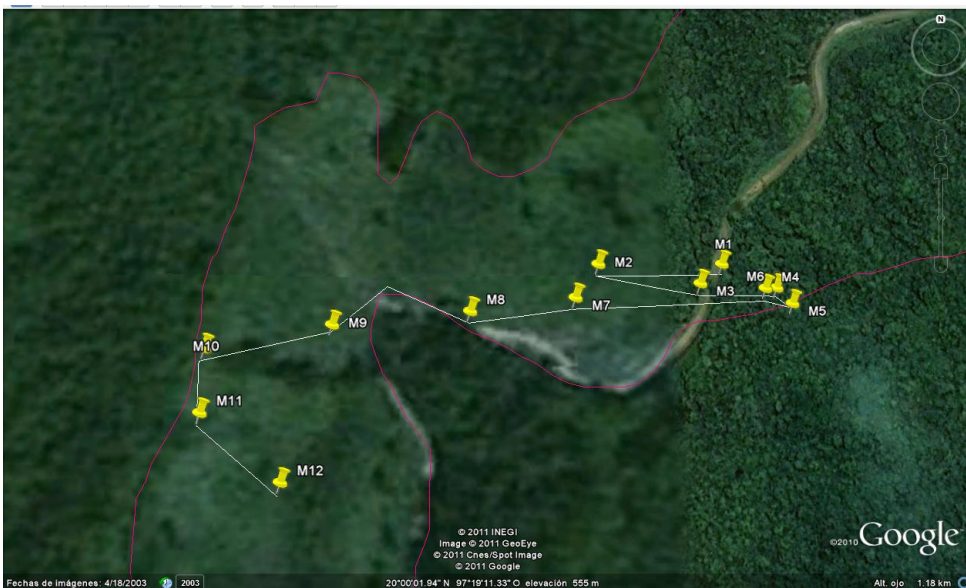 N
M1
M2
M6
M4
M3
M5
M7
M8
M9
M10
M11
M12
© 2011 INEGI
Image © 2011 GeoEye
© 2011 Cnes/Spot Image
© 2011 Google
©2010 Google
Fechas de imágenes: 4/18/2003 2003 20°00'01.94" N 97°19'11.33" O elevación 555 m Alt. ojo 1.18 km